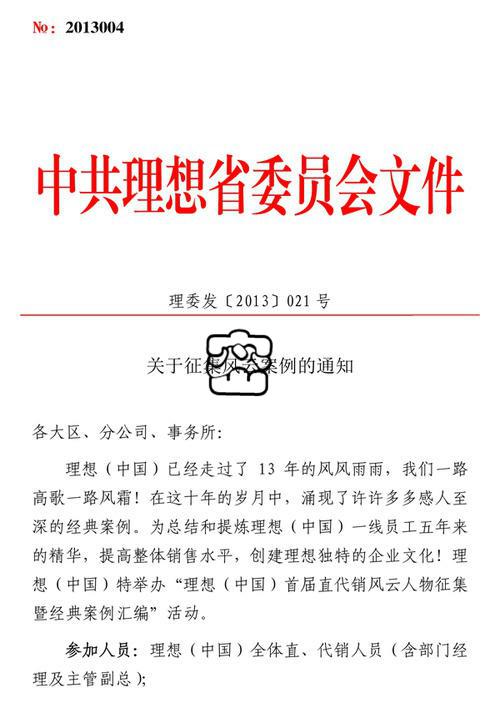 No: 2013004
中共理想省委员会文件
理委发〔2013〕021 号
关于征集风云案例的通知
各大区、分公司、事务所：
理想（中国）已经走过了 13 年的风风雨雨，我们一路
高歌一路风霜！在这十年的岁月中，涌现了许许多多感人至
深的经典案例。为总结和提炼理想（中国）一线员工五年来
的精华，提高整体销售水平，创建理想独特的企业文化！理
想（中国）特举办“理想（中国）首届直代销风云人物征集
暨经典案例汇编”活动。
参加人员：理想（中国）全体直、代销人员（含部门经
理及主管副总）；